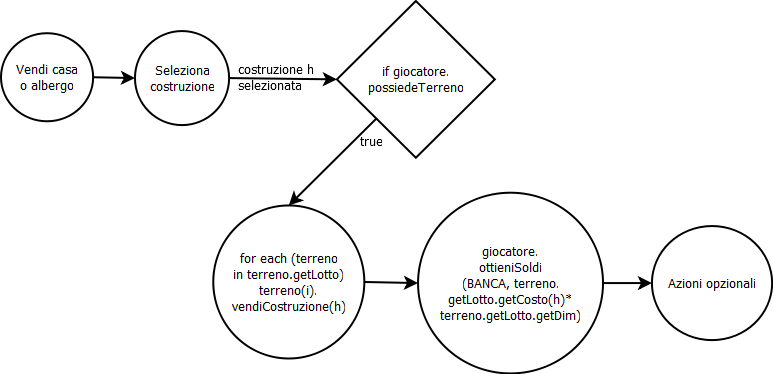 Vendi casa
o albergo
Seleziona
costruzione
costruzione h
selezionata
if giocatore.
possiedeTerreno
true
for each (terreno
in terreno.getLotto)
terreno(i).
vendiCostruzione(h)
giocatore.
ottieniSoldi
(BANCA, terreno.
getLotto.getCosto(h)*
terreno.getLotto.getDim)
Azioni opzionali